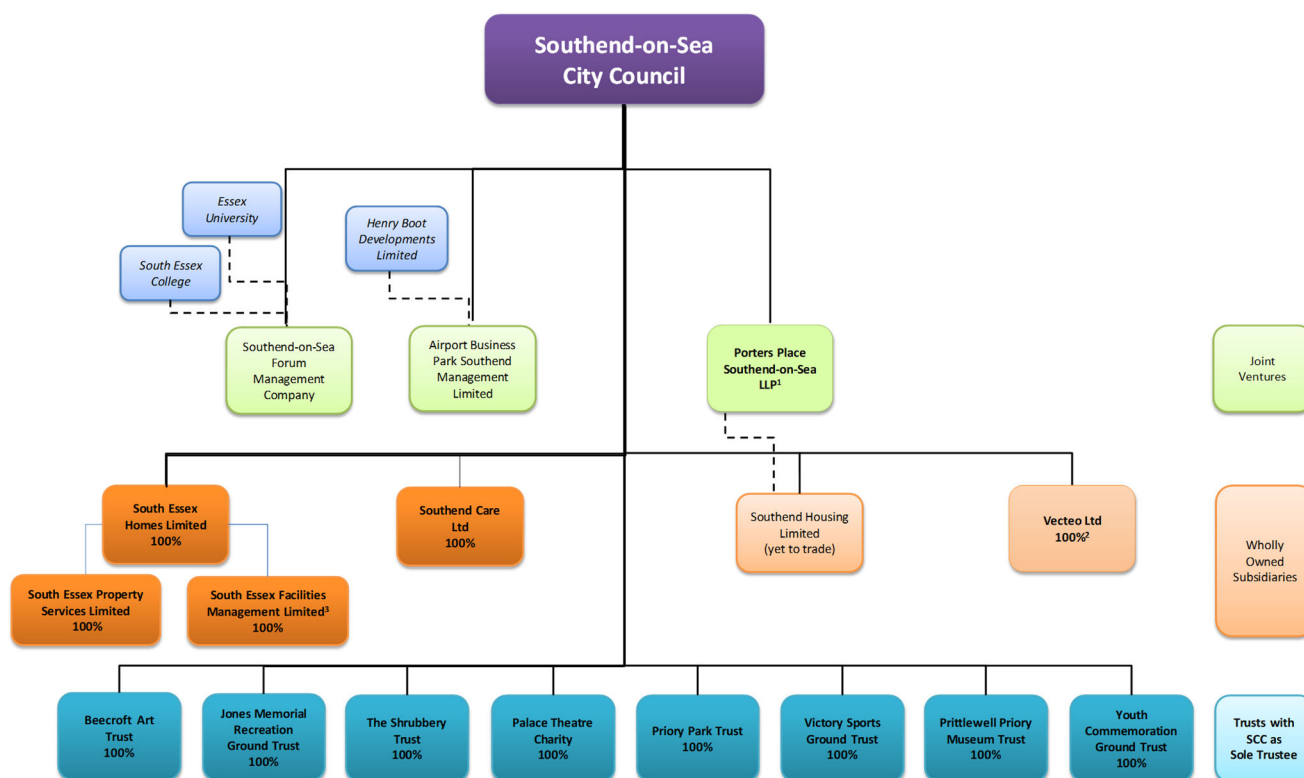 Southend-on-Sea
City Council
Essex
University
Henry Boot
Developments
Limited
South Essex
College
Southend-on-Sea
Forum
Management
Company
Airport Business
Park Southend
Management
Limited
Porters Place
Southend-on-Sea
LLP¹
Joint
Ventures
South Essex
Homes Limited
100%
Southend Care
Ltd
100%
Southend Housing
Limited
(yet to trade)
Vecteo Ltd
100%²
Wholly
Owned
Subsidiaries
South Essex Property
Services Limited
100%
South Essex Facilities
Management Limited³
100%
Beecroft Art
Trust
100%
Jones Memorial
Recreation
Ground Trust
100%
The Shrubbery
Trust
100%
Palace Theatre
Charity
100%
Priory Park Trust
100%
Victory Sports
Ground Trust
100%
Prittlewell Priory
Museum Trust
100%
Youth
Commemoration
Ground Trust
100%
Trusts with
SCC as
Sole Trustee